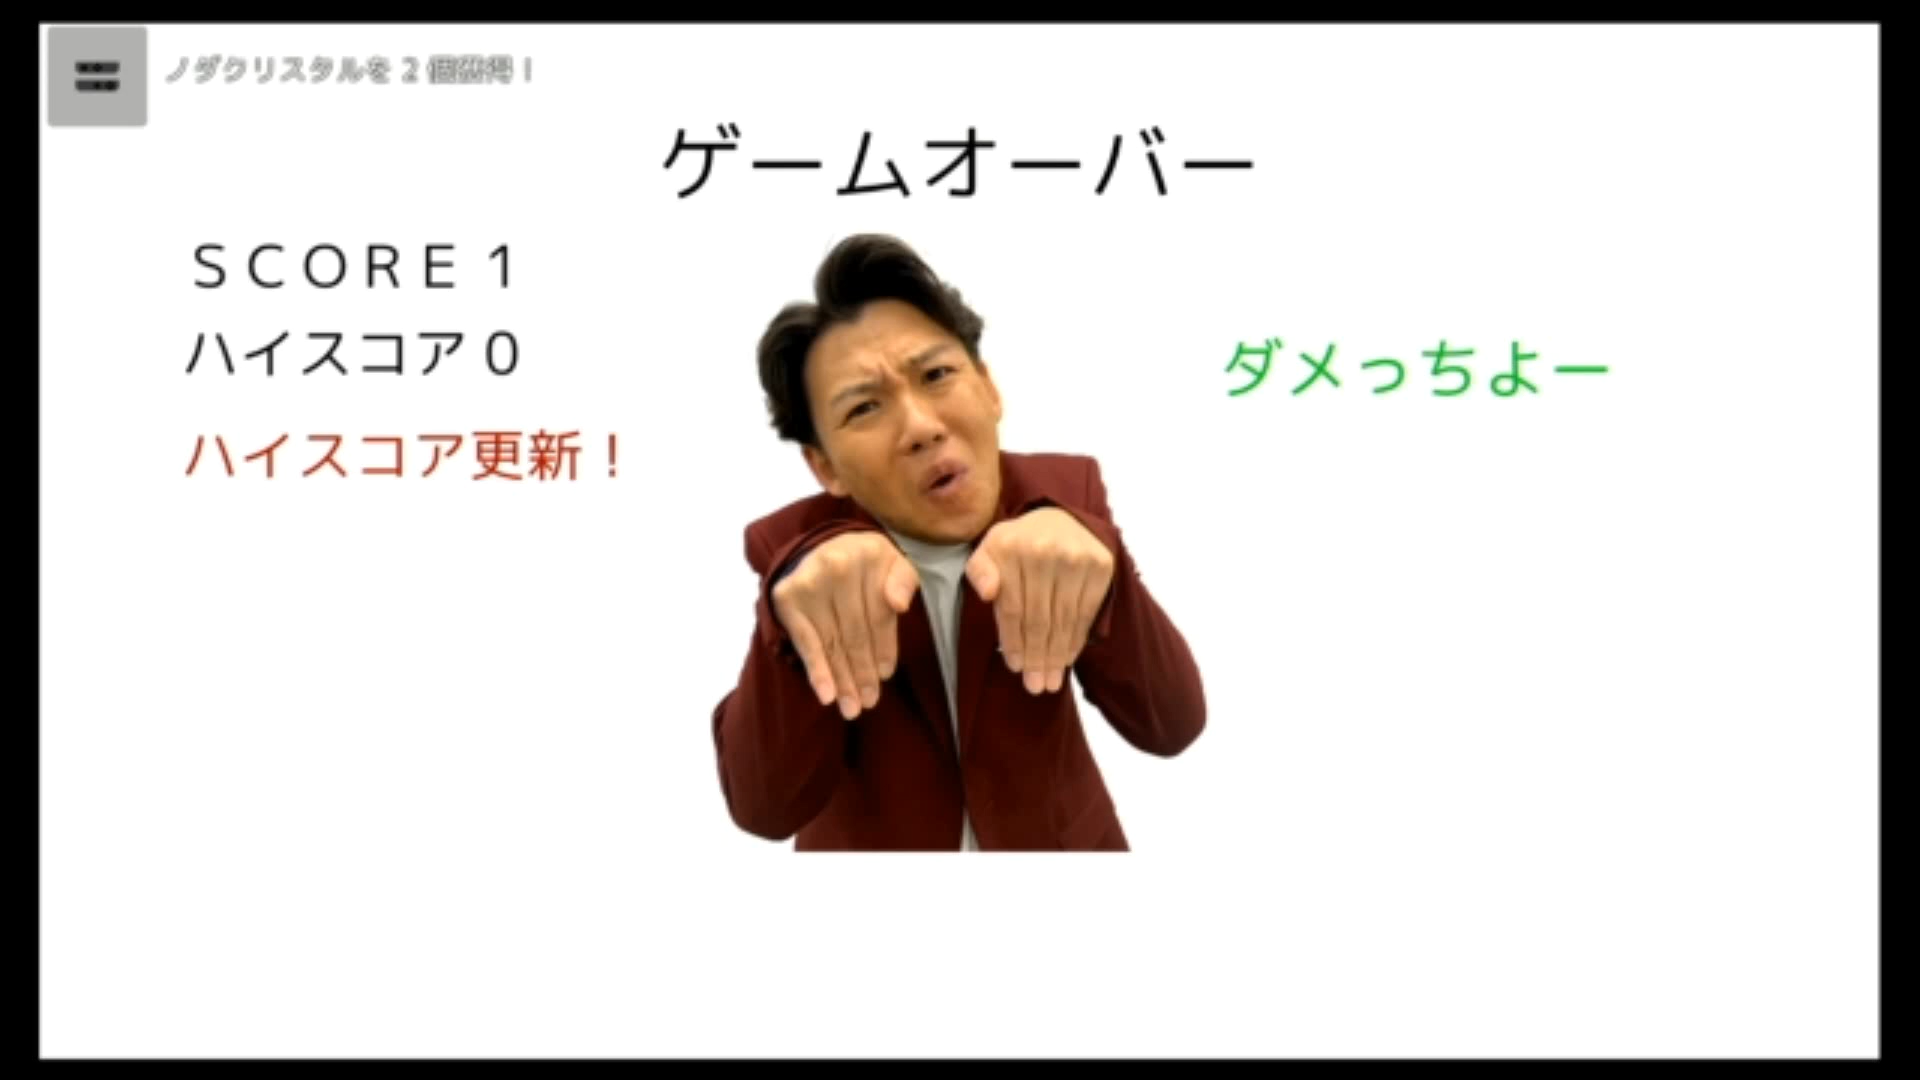 ノダクリスタルを2個獲得！
ゲームオーバー
ＳＣＯＲＥ 1
ハイスコア 0
ハイスコア更新！
ダメっちよー